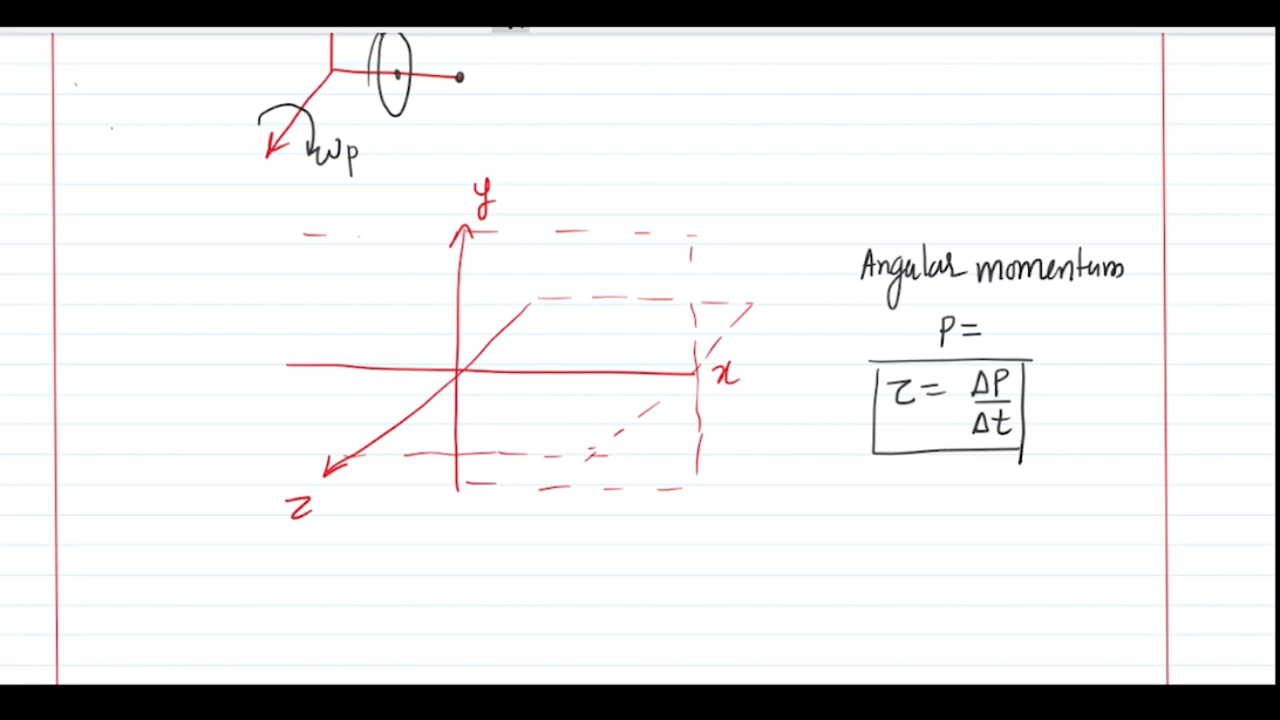 ωp
y
Angular momentum
P =
x
τ = ΔP/Δt
z